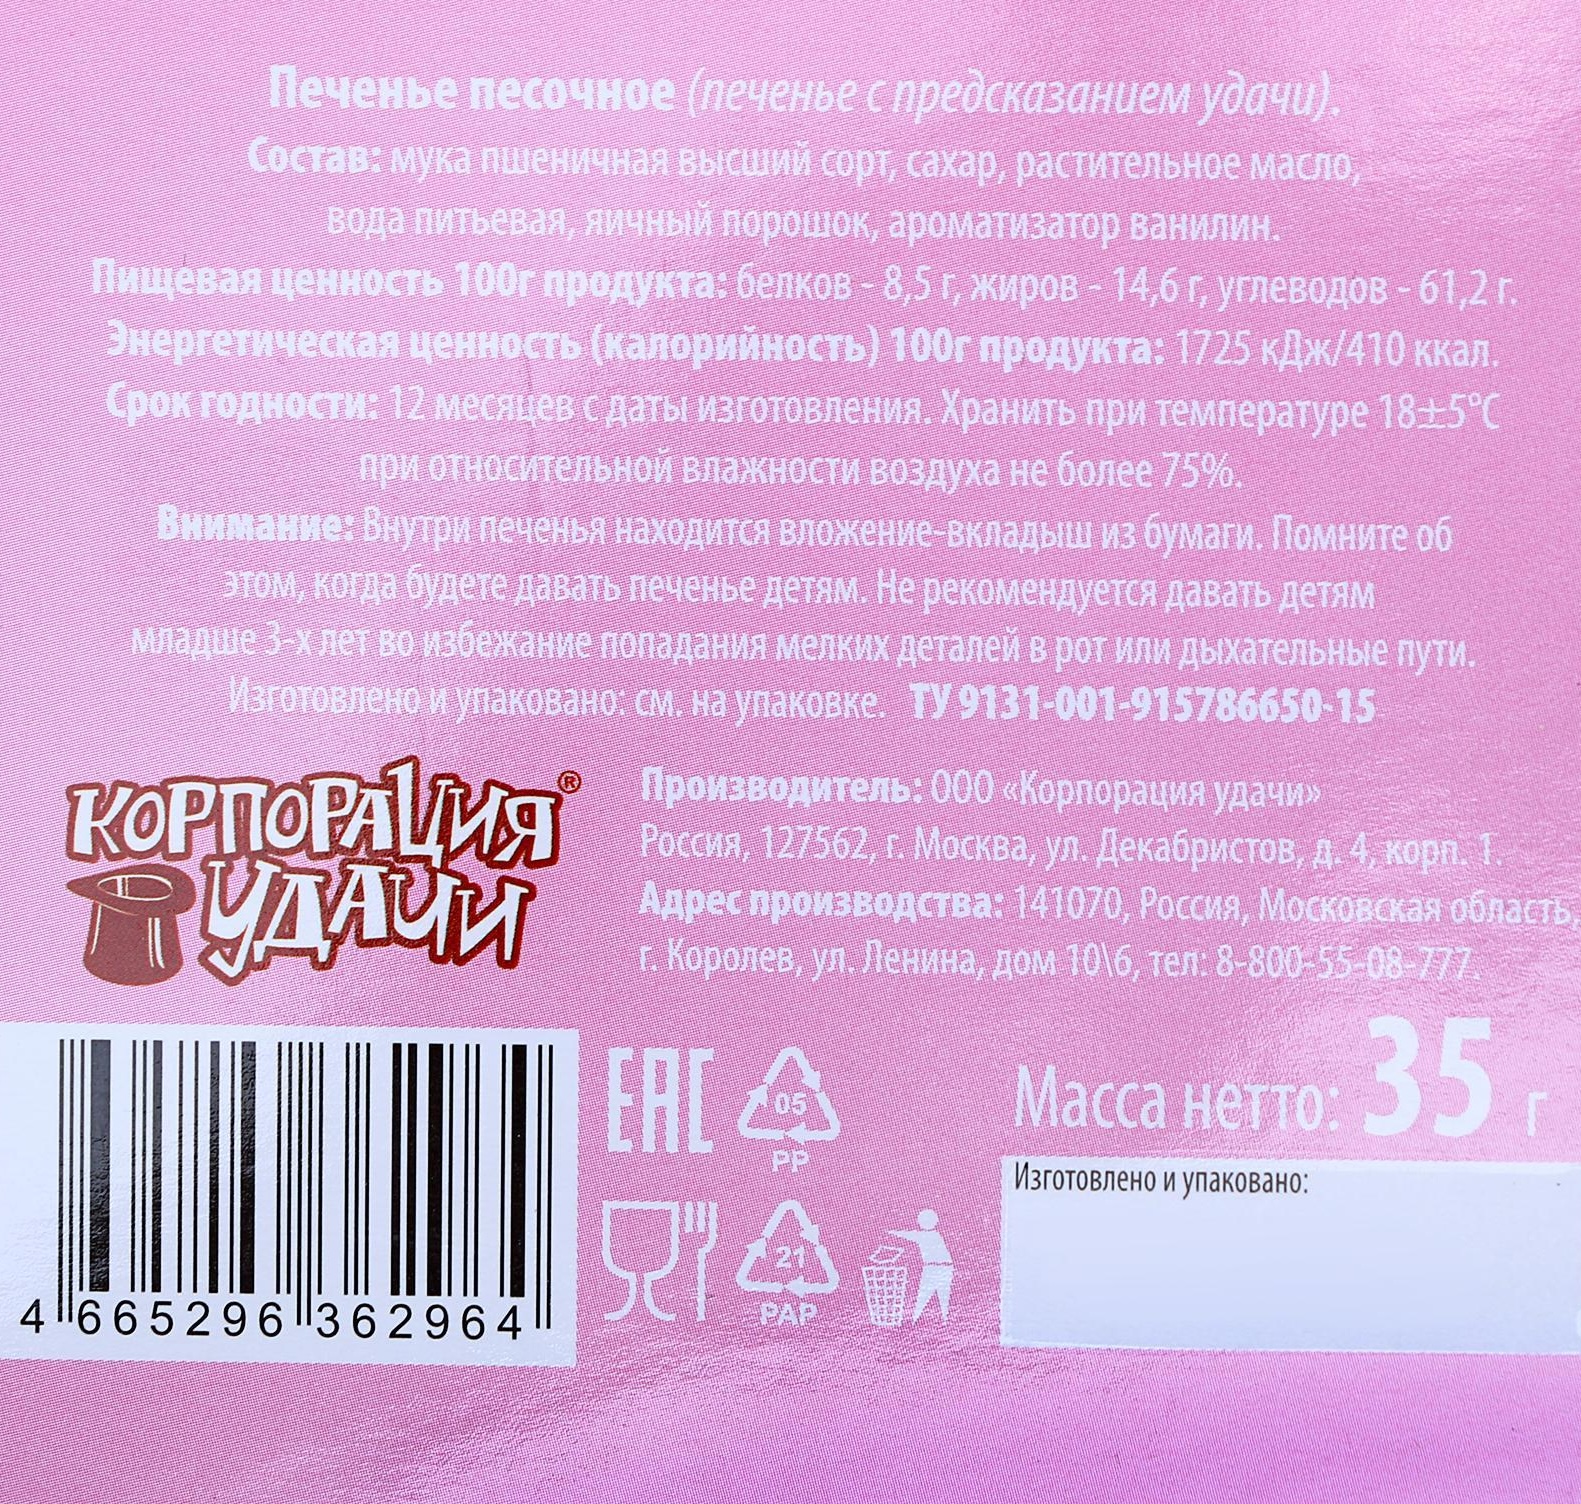 Печенье песочное (печенье с предсказанием удачи).
Состав: мука пшеничная высший сорт, сахар, растительное масло,
вода питьевая, яичный порошок, ароматизатор ванилин.
Пищевая ценность 100г продукта: белков - 8,5 г, жиров - 14,6 г, углеводов - 61,2 г.
Энергетическая ценность (калорийность) 100г продукта: 1725 кДж/410 ккал.
Срок годности: 12 месяцев с даты изготовления. Хранить при температуре 18±5°С
при относительной влажности воздуха не более 75%.
Внимание: Внутри печенья находится вложение-вкладыш из бумаги. Помните об
этом, когда будете давать печенье детям. Не рекомендуется давать детям
младше 3-х лет во избежание попадания мелких деталей в рот или дыхательные пути.
Изготовлено и упаковано: см. на упаковке. ТУ 9131-001-915786650-15
КОРПОРАЦИЯ ®
УДАЧИ
Производитель: ООО «Корпорация удачи»
Россия, 127562, г. Москва, ул. Декабристов, д. 4, корп. 1.
Адрес производства: 141070, Россия, Московская область,
г. Королев, ул. Ленина, дом 10\6, тел: 8-800-55-08-777.
4 665296 362964
ЕАС
05
PP
21
PAP
Масса нетто: 35 г
Изготовлено и упаковано: